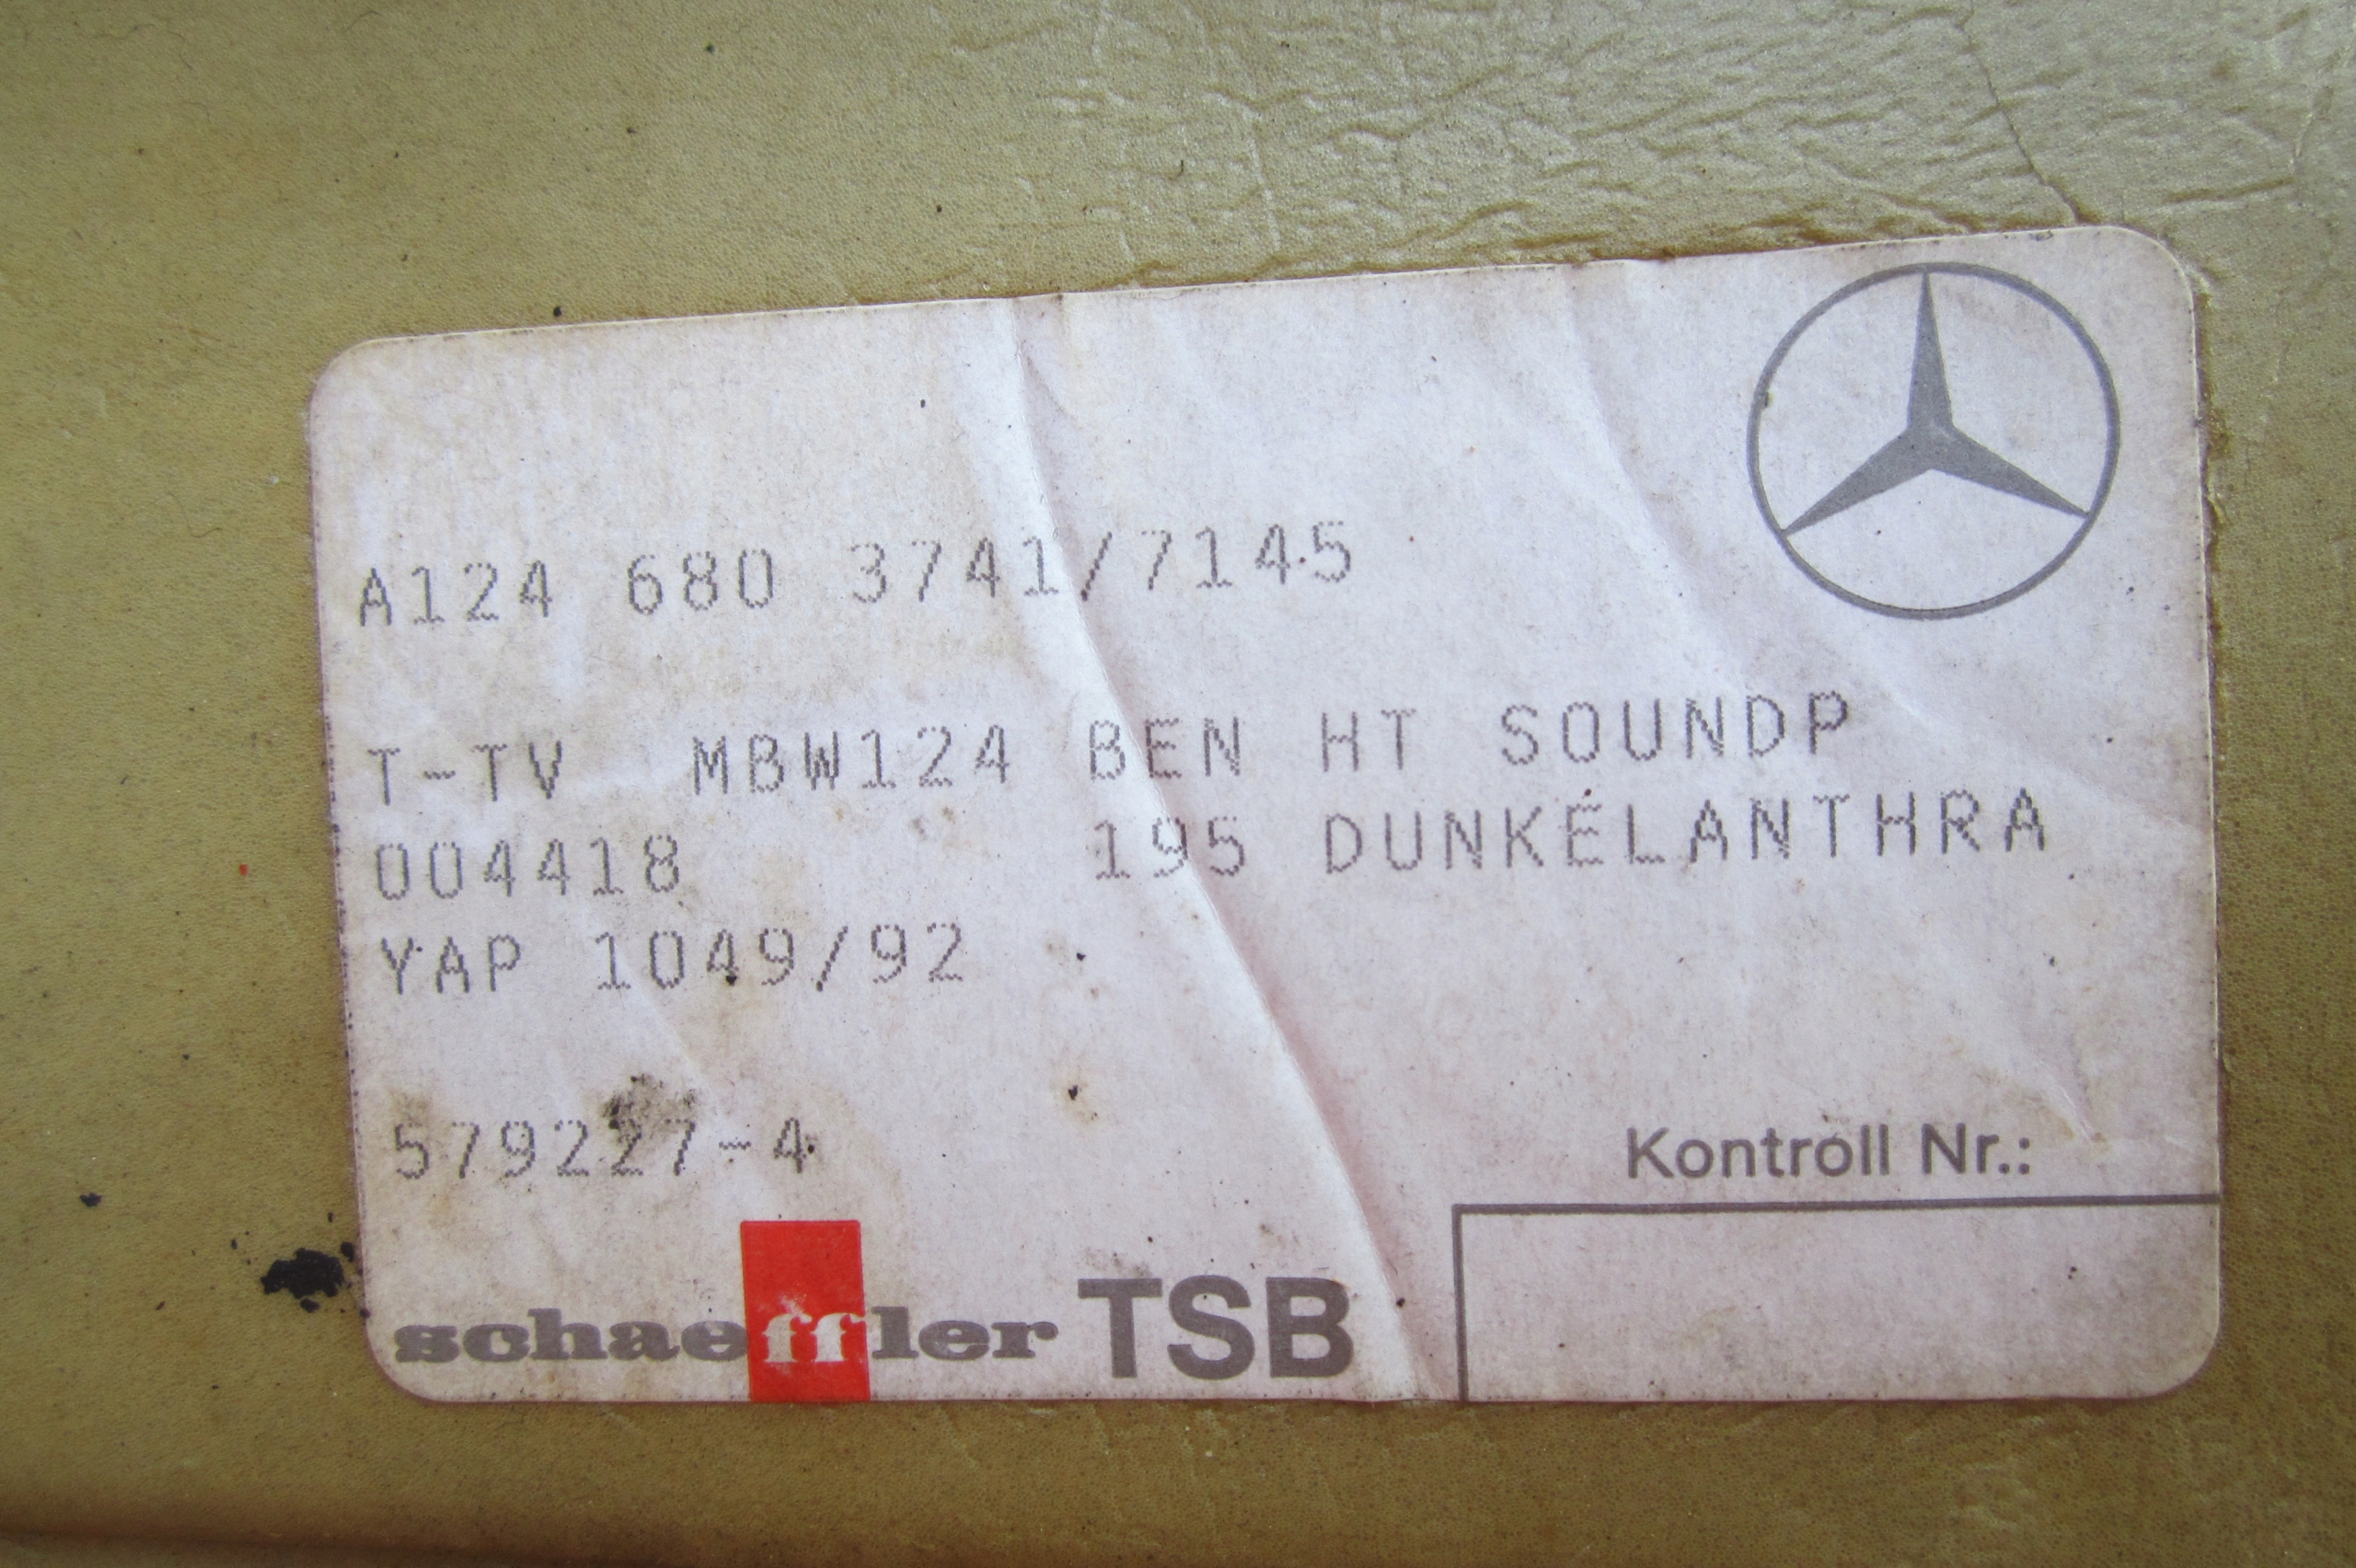 A124 680 3741/7145
T-TV MBW124 BEN HT SOUNDP
004418 195 DUNKELANTHRA
YAP 1049/92
579227-4
Kontroll Nr.:
schaeffler TSB